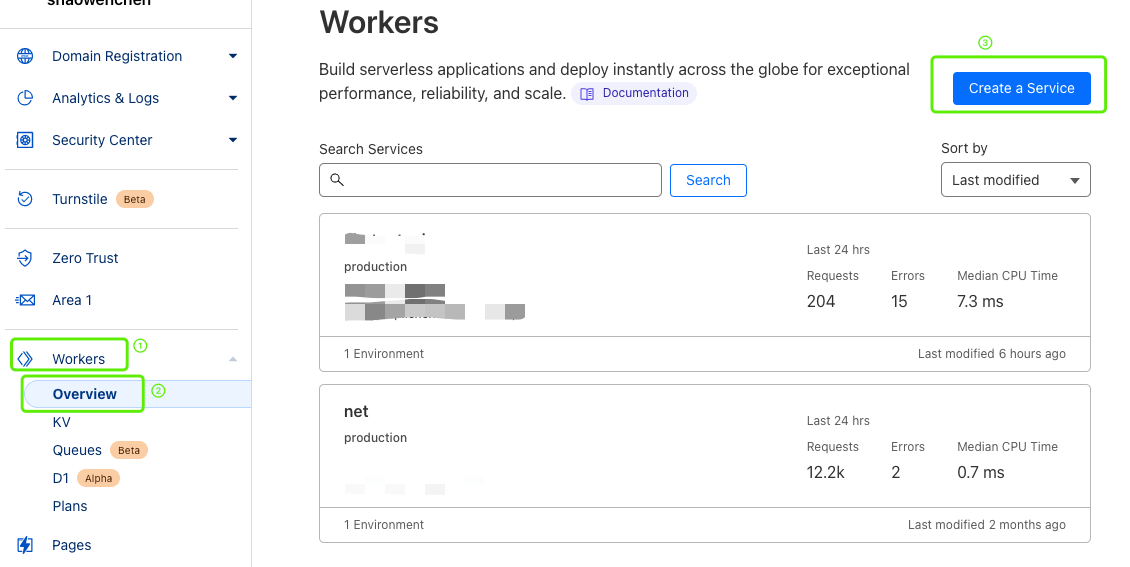 shaowenchen
Domain Registration
Analytics & Logs
Security Center
Turnstile Beta
Zero Trust
Area 1
Workers
①
Overview
②
KV
Queues Beta
D1 Alpha
Plans
Pages
Workers
Build serverless applications and deploy instantly across the globe for exceptional
performance, reliability, and scale. Documentation
③
Create a Service
Search Services
Search
Sort by
Last modified
production
Last 24 hrs
Requests Errors Median CPU Time
204 15 7.3 ms
1 Environment Last modified 6 hours ago
net
production
Last 24 hrs
Requests Errors Median CPU Time
12.2k 2 0.7 ms
1 Environment Last modified 2 months ago